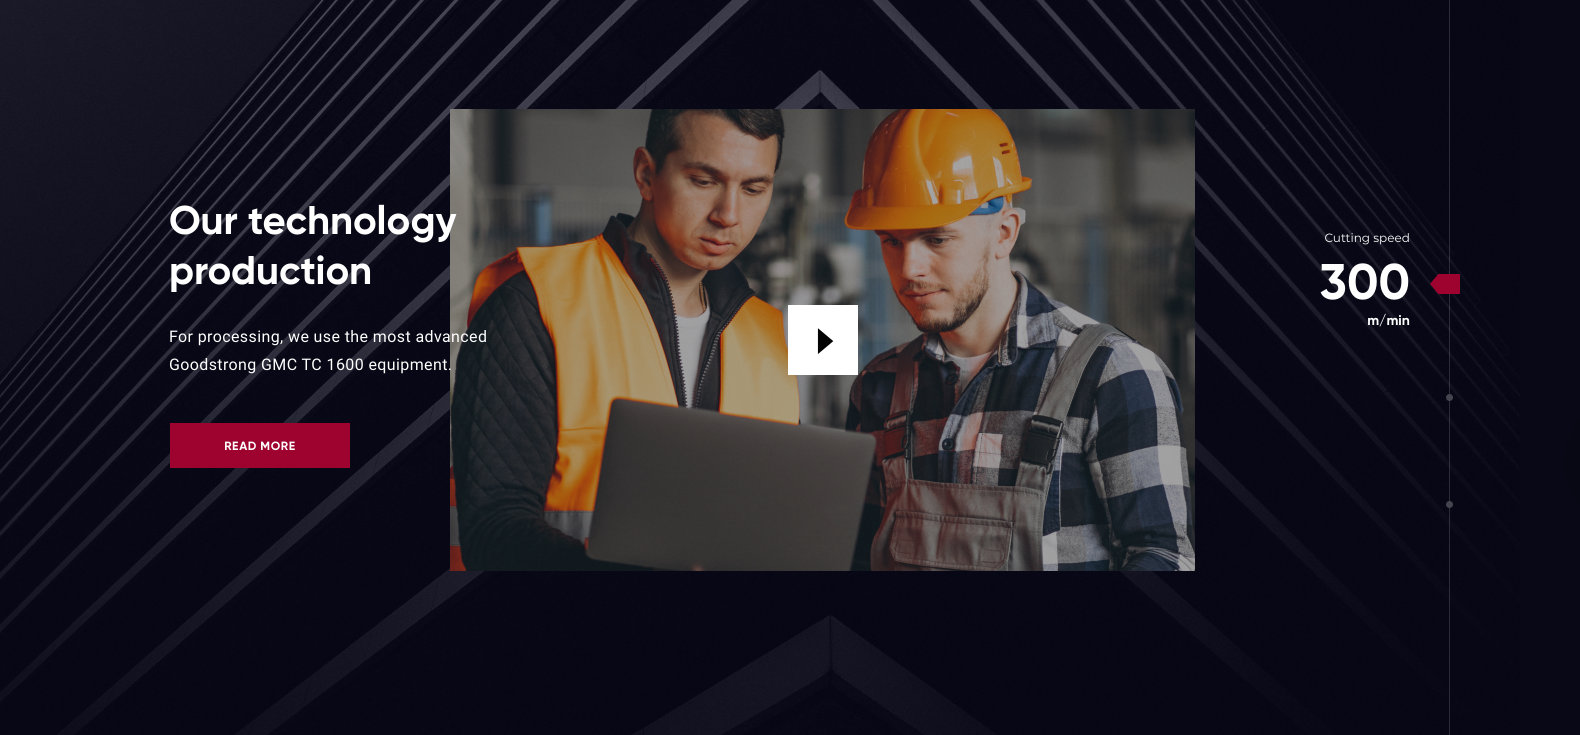 Our technology
production
For processing, we use the most advanced
Goodstrong GMC TC 1600 equipment.
READ MORE
Cutting speed
300
m/min